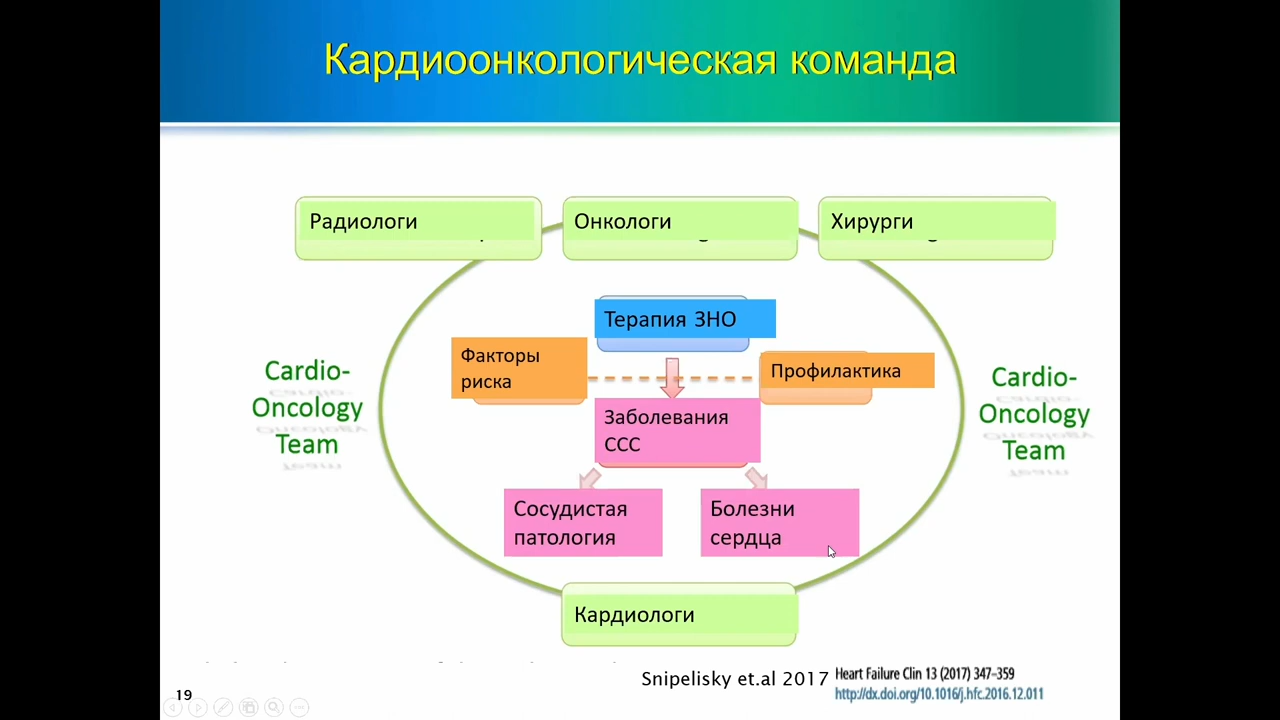 Кардиоонкологическая команда
Радиологи
Онкологи
Хирурги
Терапия ЗНО
Факторы
риска
Профилактика
Cardio-
Oncology
Team
Заболевания
ССС
Cardio-
Oncology
Team
Сосудистая
патология
Болезни
сердца
Кардиологи
Snipelisky et.al 2017
Heart Failure Clin 13 (2017) 347–359
http://dx.doi.org/10.1016/j.hfc.2016.12.011
19